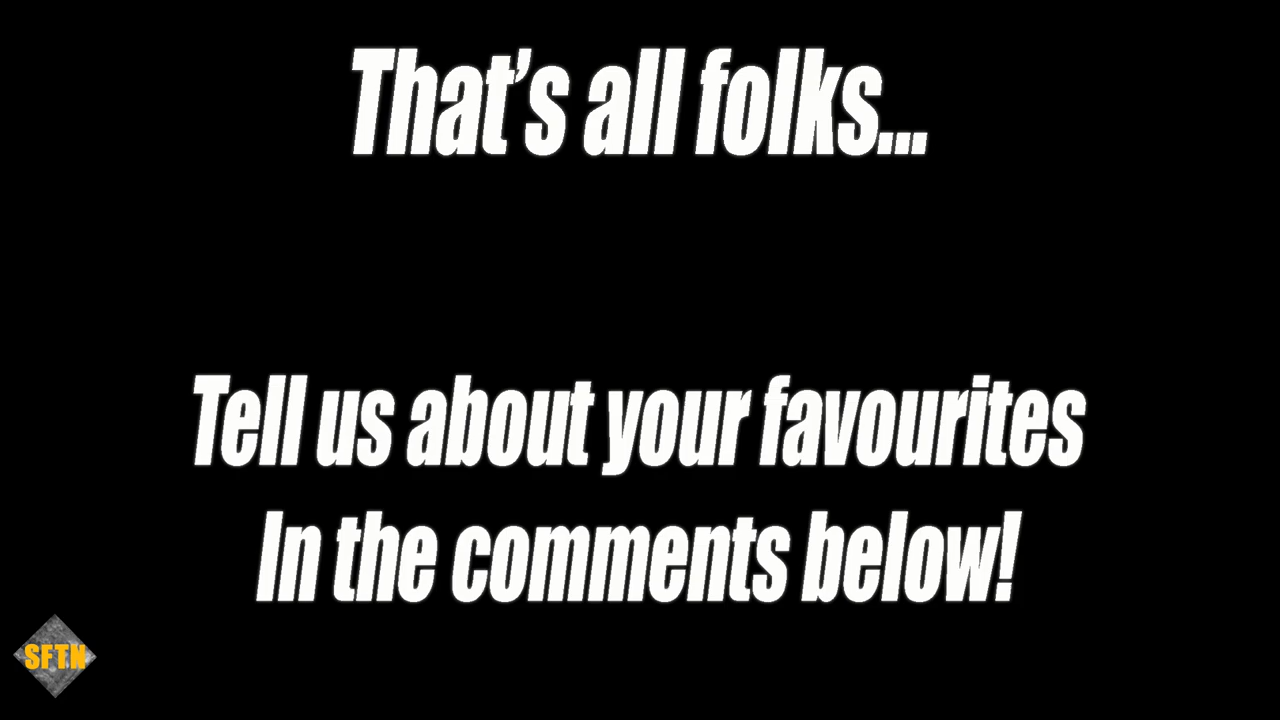 That's all folks...
Tell us about your favourites
In the comments below!
SFTN